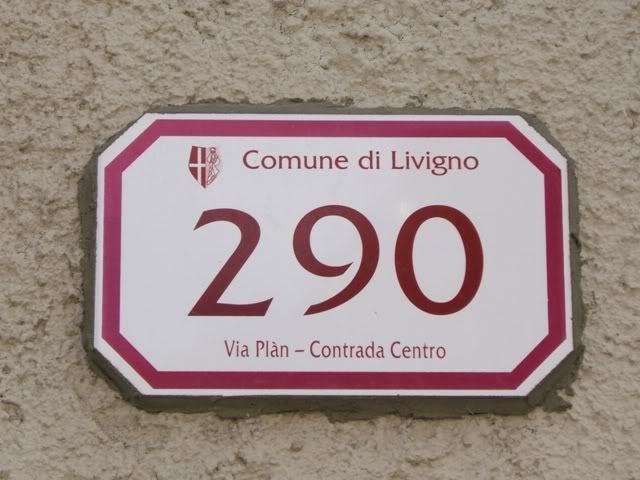 Comune di Livigno
290
Via Plàn – Contrada Centro